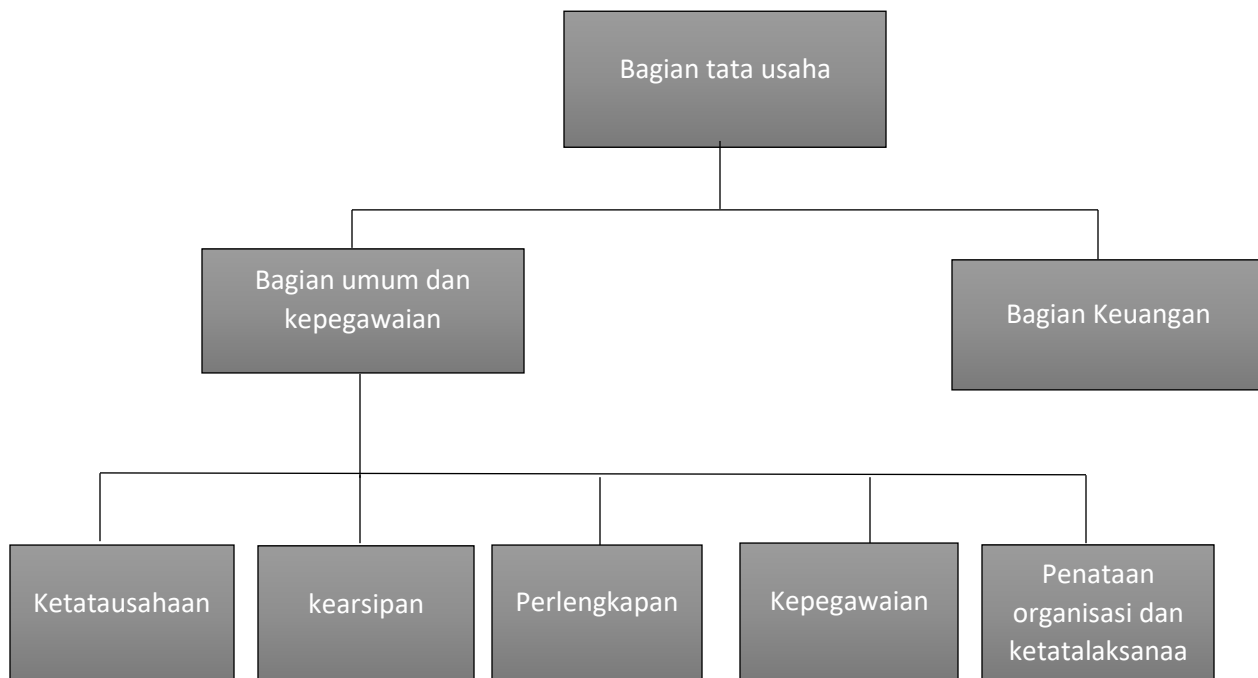 Bagian tata usaha
Bagian umum dan
kepegawaian
Bagian Keuangan
Ketatausahaan
kearsipan
Perlengkapan
Kepegawaian
Penataan
organisasi dan
ketatalaksanaa